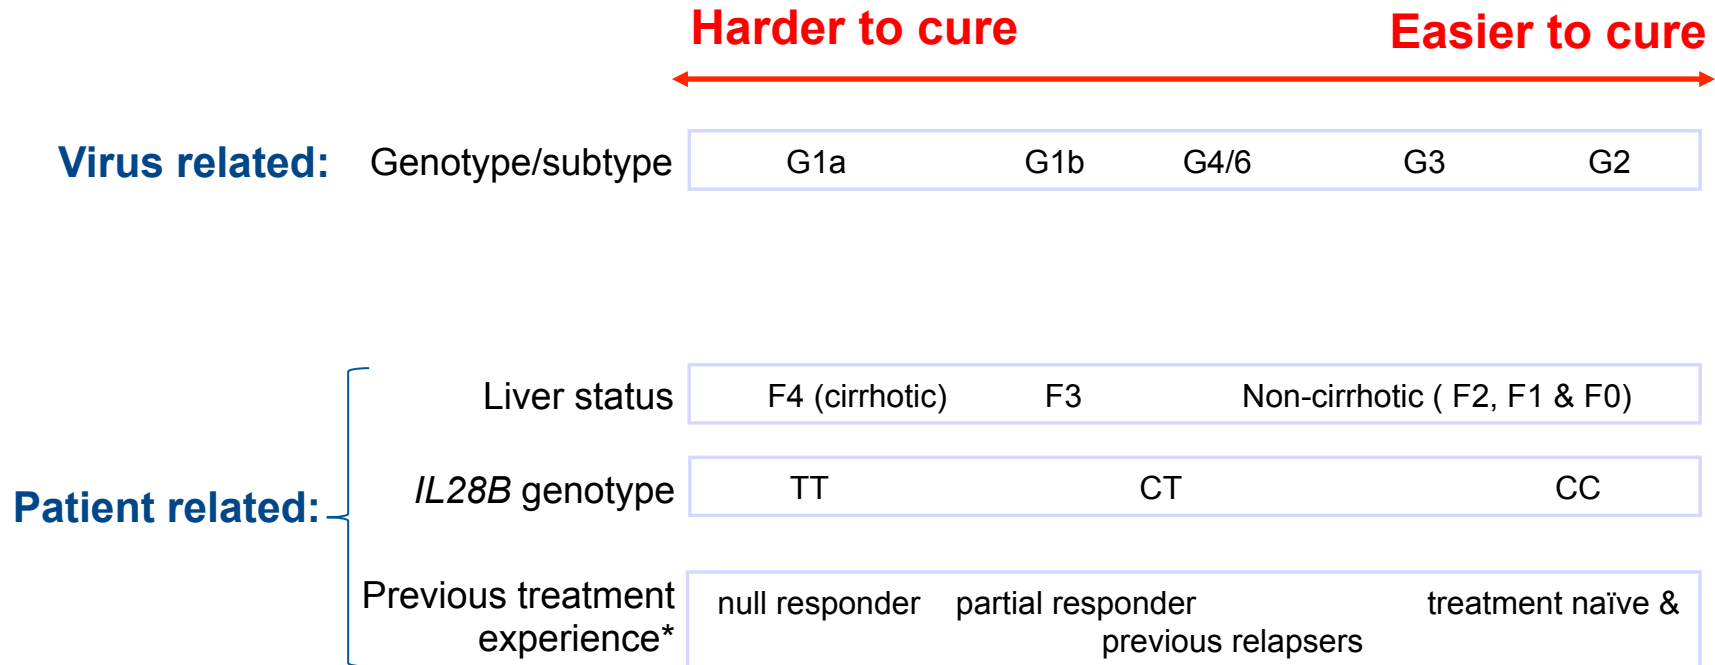 Harder to cure Easier to cure
Virus related: Genotype/subtype G1a G1b G4/6 G3 G2
Liver status F4 (cirrhotic) F3 Non-cirrhotic ( F2, F1 & F0)
IL28B genotype TT CT CC
Patient related:
Previous treatment experience* null responder partial responder treatment naïve &
previous relapsers